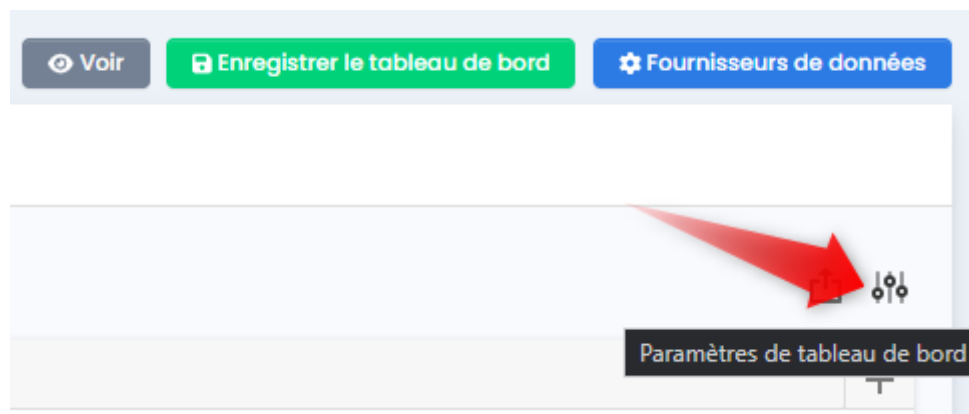 Voir
Enregistrer le tableau de bord
Fournisseurs de données
Paramètres de tableau de bord